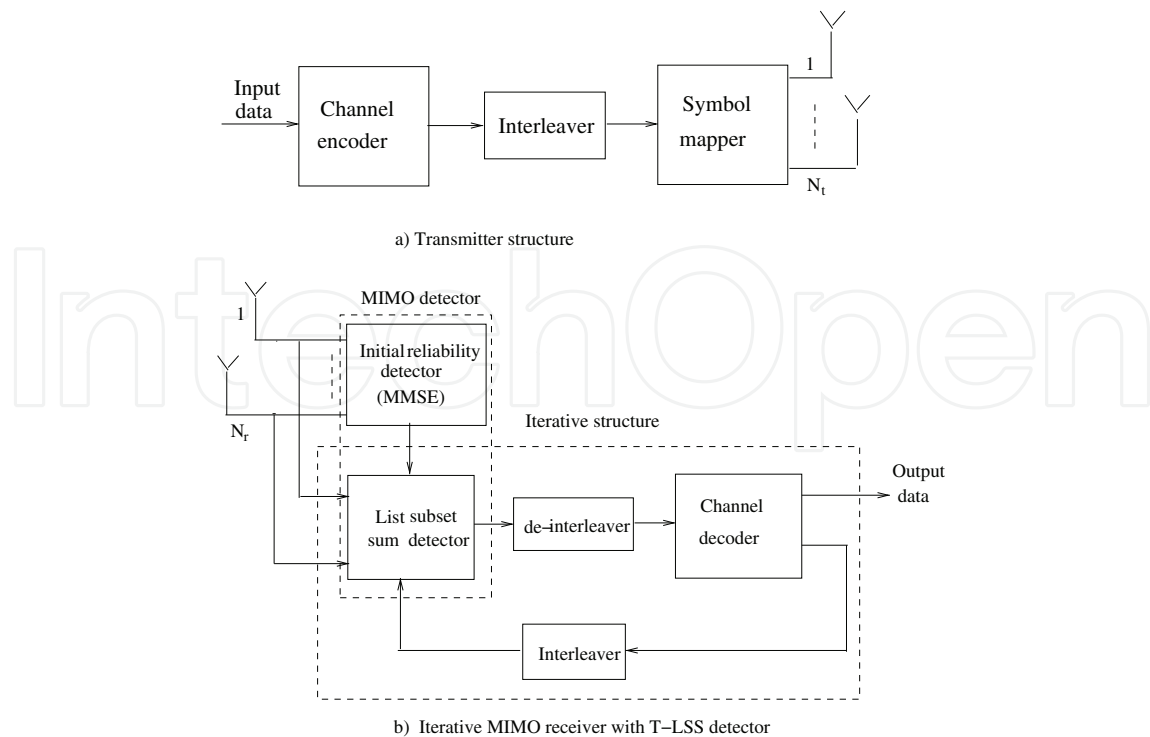 Input
data
Channel
encoder
Interleaver
Symbol
mapper
1
N_t
a) Transmitter structure
IntechOpen
MIMO detector
1
Initial reliability
detector
(MMSE)
N_r
Iterative structure
List subset
sum detector
de-interleaver
Channel
decoder
Output
data
Interleaver
b) Iterative MIMO receiver with T-LSS detector